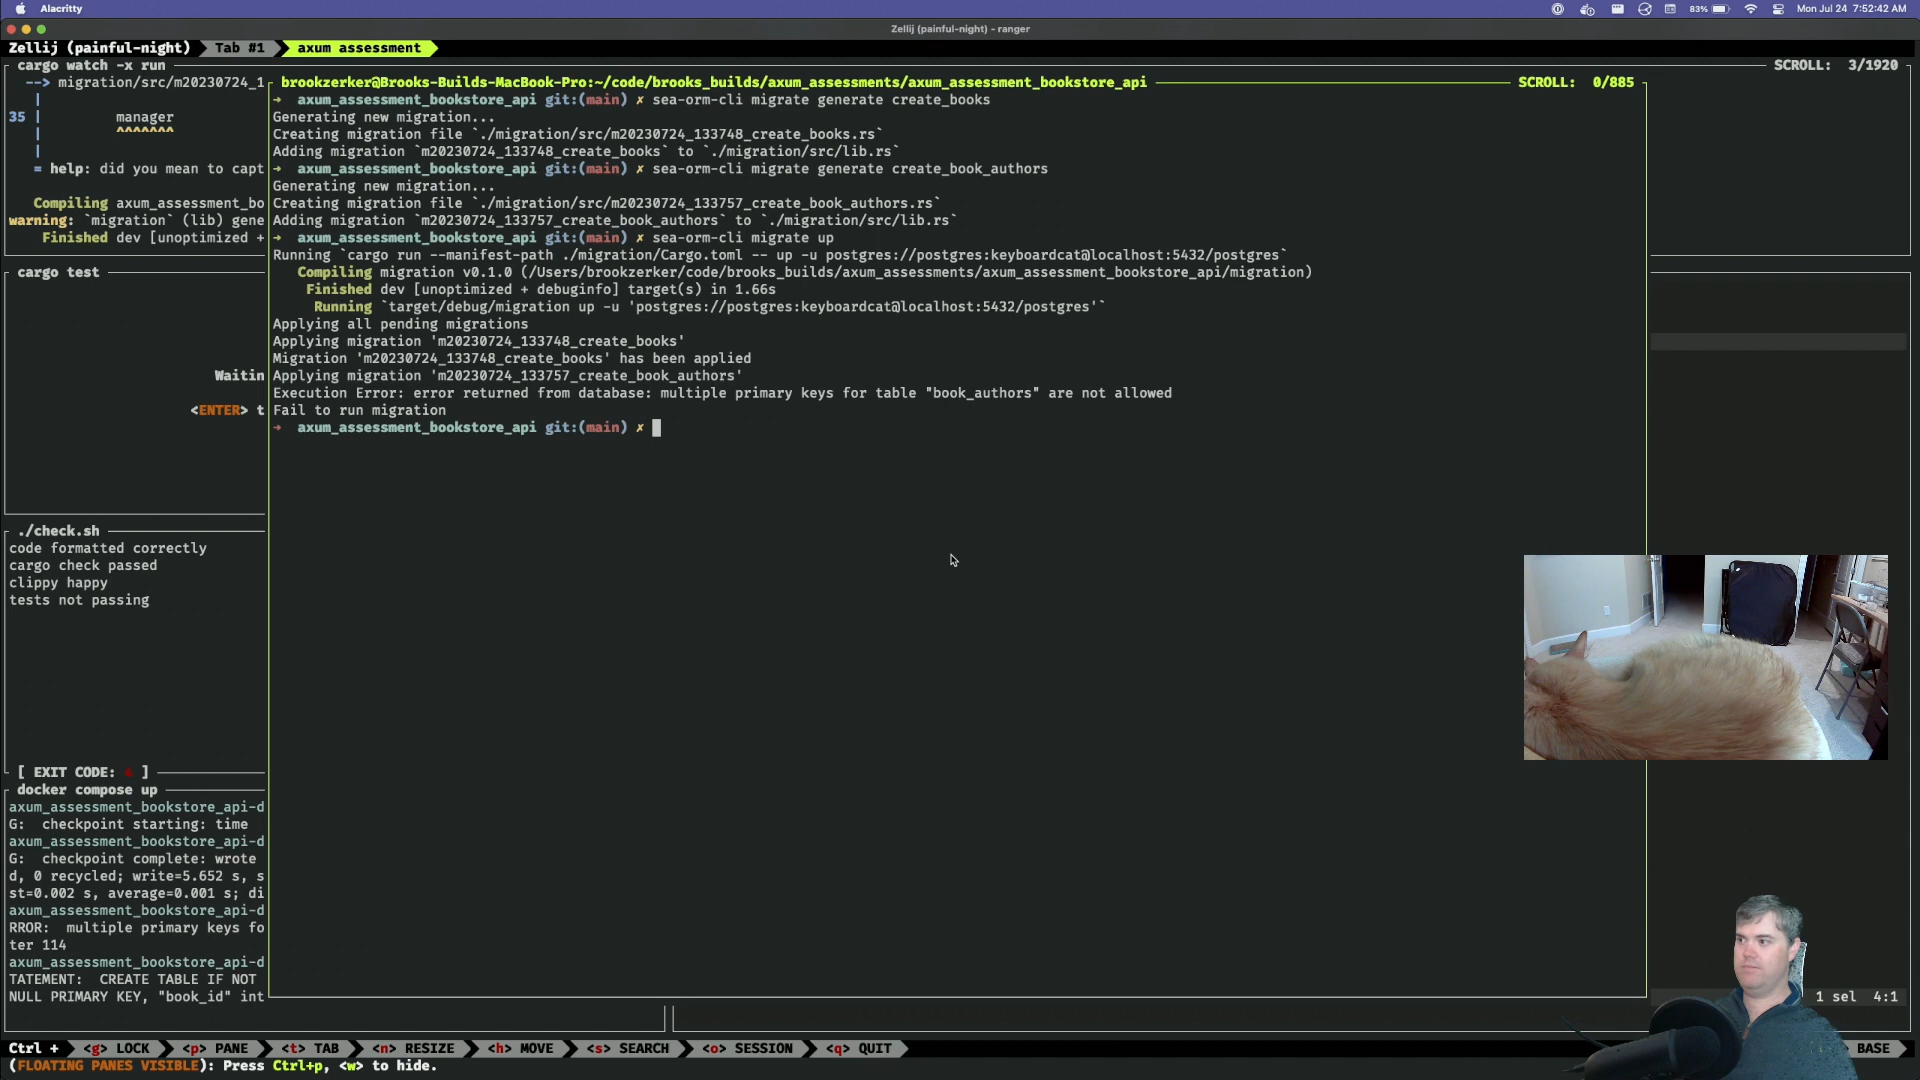 Alacritty
83%
Mon Jul 24 7:52:42 AM
Zellij (painful-night) - ranger
Zellij (painful-night) Tab #1 axum assessment
cargo watch -x run
SCROLL: 3/1920
--> migration/src/m20230724_1
|
35 | manager
| ^^^^^^^
|
= help: did you mean to capt
Compiling axum_assessment_bo
warning: `migration` (lib) gene
Finished dev [unoptimized +
cargo test
Waitin
<ENTER> t
./check.sh
code formatted correctly
cargo check passed
clippy happy
tests not passing
[ EXIT CODE: ]
docker compose up
axum_assessment_bookstore_api-d
G: checkpoint starting: time
axum_assessment_bookstore_api-d
G: checkpoint complete: wrote
d, 0 recycled; write=5.652 s, s
st=0.002 s, average=0.001 s; di
axum_assessment_bookstore_api-d
RROR: multiple primary keys fo
ter 114
axum_assessment_bookstore_api-d
TATEMENT: CREATE TABLE IF NOT
NULL PRIMARY KEY, "book_id" int
brookzerker@Brooks-Builds-MacBook-Pro:~/code/brooks_builds/axum_assessments/axum_assessment_bookstore_api
SCROLL: 0/885
→ axum_assessment_bookstore_api git:(main) ✗ sea-orm-cli migrate generate create_books
Generating new migration...
Creating migration file `./migration/src/m20230724_133748_create_books.rs`
Adding migration `m20230724_133748_create_books` to `./migration/src/lib.rs`
→ axum_assessment_bookstore_api git:(main) ✗ sea-orm-cli migrate generate create_book_authors
Generating new migration...
Creating migration file `./migration/src/m20230724_133757_create_book_authors.rs`
Adding migration `m20230724_133757_create_book_authors` to `./migration/src/lib.rs`
→ axum_assessment_bookstore_api git:(main) ✗ sea-orm-cli migrate up
Running `cargo run --manifest-path ./migration/Cargo.toml -- up -u postgres://postgres:keyboardcat@localhost:5432/postgres`
Compiling migration v0.1.0 (/Users/brookzerker/code/brooks_builds/axum_assessments/axum_assessment_bookstore_api/migration)
Finished dev [unoptimized + debuginfo] target(s) in 1.66s
Running `target/debug/migration up -u 'postgres://postgres:keyboardcat@localhost:5432/postgres'`
Applying all pending migrations
Applying migration 'm20230724_133748_create_books'
Migration 'm20230724_133748_create_books' has been applied
Applying migration 'm20230724_133757_create_book_authors'
Execution Error: error returned from database: multiple primary keys for table "book_authors" are not allowed
Fail to run migration
→ axum_assessment_bookstore_api git:(main) ✗
1 sel 4:1
Ctrl + <g> LOCK <p> PANE <t> TAB <n> RESIZE <h> MOVE <s> SEARCH <o> SESSION <q> QUIT
BASE
(FLOATING PANES VISIBLE): Press Ctrl+p, <w> to hide.